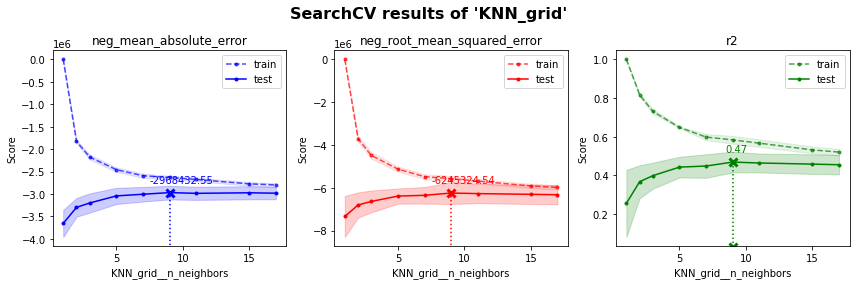 SearchCV results of 'KNN_grid'
neg_mean_absolute_error
1e6
0.0
−0.5
−1.0
−1.5
−2.0
−2.5
−3.0
−3.5
−4.0
Score
train
test
-2968432.55
5
10
15
KNN_grid__n_neighbors
neg_root_mean_squared_error
1e6
0
−2
−4
−6
−8
Score
train
test
-6245324.54
5
10
15
KNN_grid__n_neighbors
r2
1.0
0.8
0.6
0.4
0.2
Score
train
test
0.47
5
10
15
KNN_grid__n_neighbors